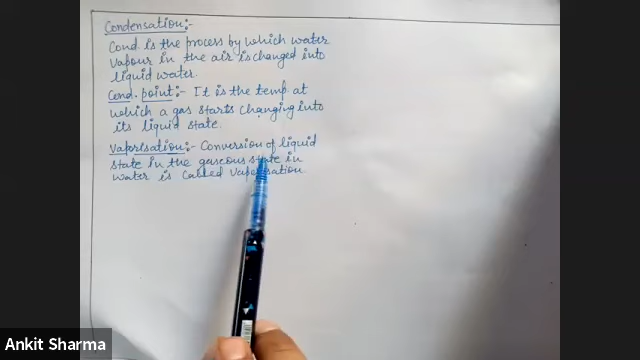 Condensation:-
Cond is the process by which water
vapour in the air is changed into
liquid water.
Cond. point:- It is the temp at
which a gas starts changing into
its liquid state.
Vaporisation:- Conversion of liquid
state in the gaseous state in
water is called vaporisation.
Ankit Sharma